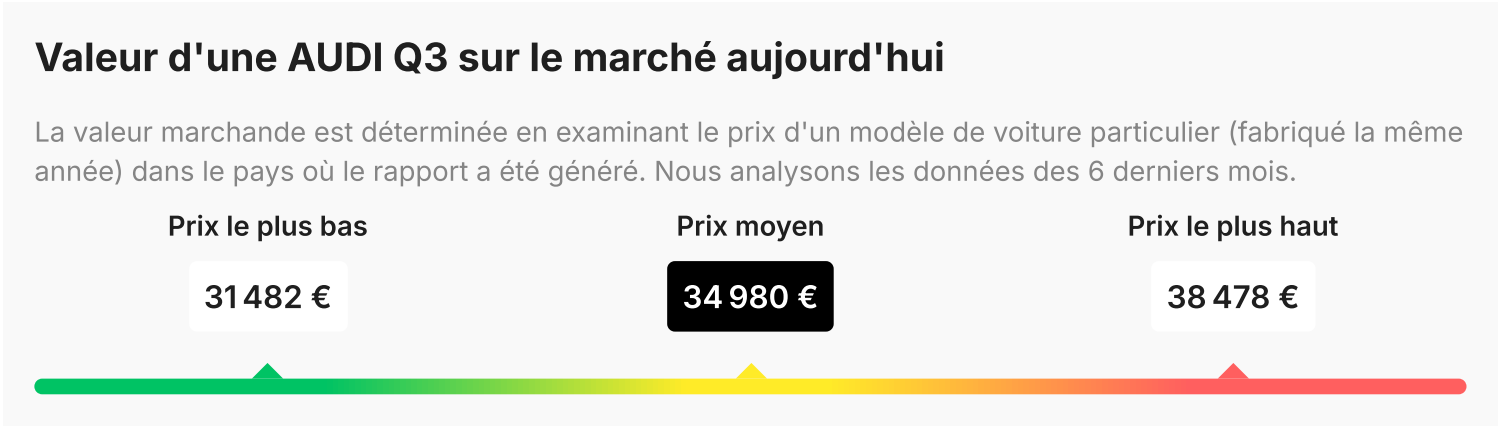 Valeur d'une AUDI Q3 sur le marché aujourd'hui
La valeur marchande est déterminée en examinant le prix d'un modèle de voiture particulier (fabriqué la même
année) dans le pays où le rapport a été généré. Nous analysons les données des 6 derniers mois.
Prix le plus bas
31 482 €
Prix moyen
34 980 €
Prix le plus haut
38 478 €